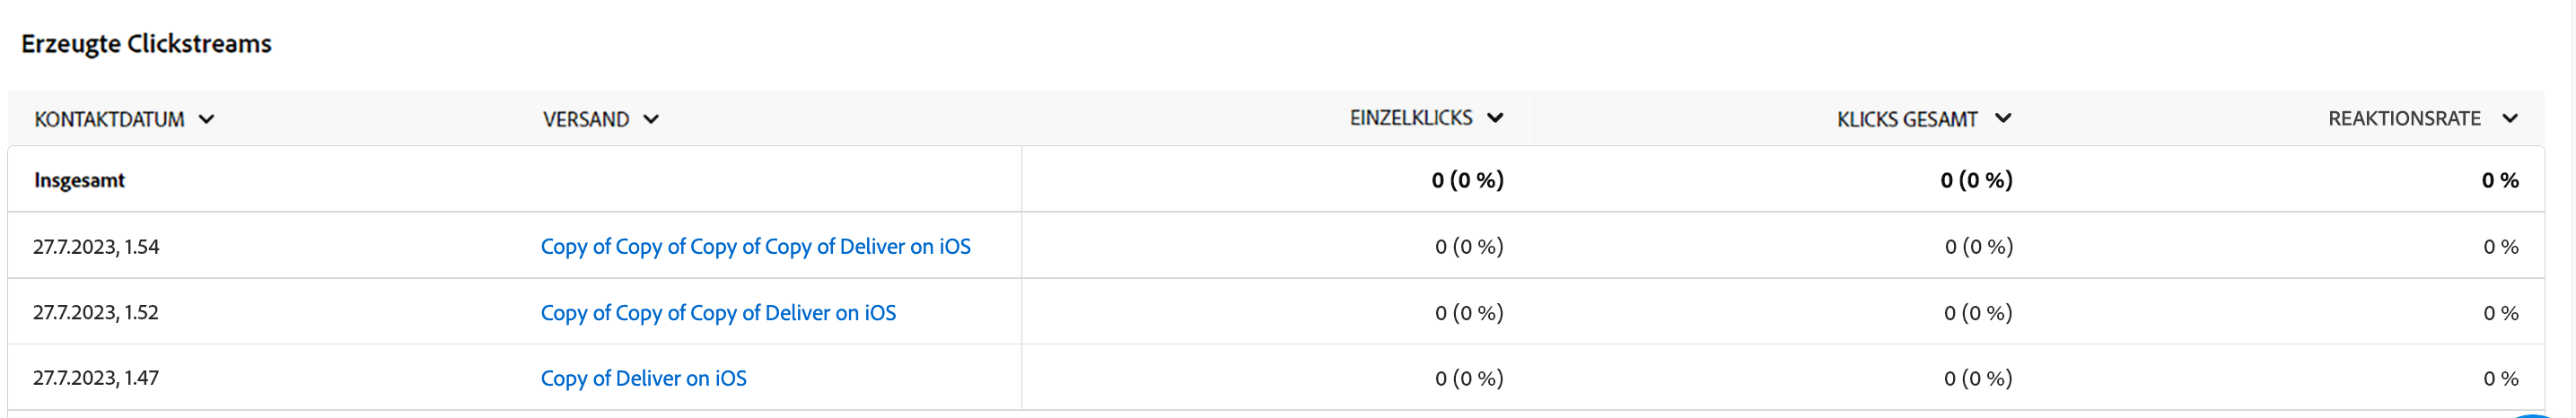 Erzeugte Clickstreams
KONTAKTDATUM VERSAND EINZELKLICKS KLICKS GESAMT REAKTIONSRATE
Insgesamt 0 (0 %) 0 (0 %) 0 %
27.7.2023, 1.54 Copy of Copy of Copy of Copy of Deliver on iOS 0 (0 %) 0 (0 %) 0 %
27.7.2023, 1.52 Copy of Copy of Copy of Deliver on iOS 0 (0 %) 0 (0 %) 0 %
27.7.2023, 1.47 Copy of Deliver on iOS 0 (0 %) 0 (0 %) 0 %